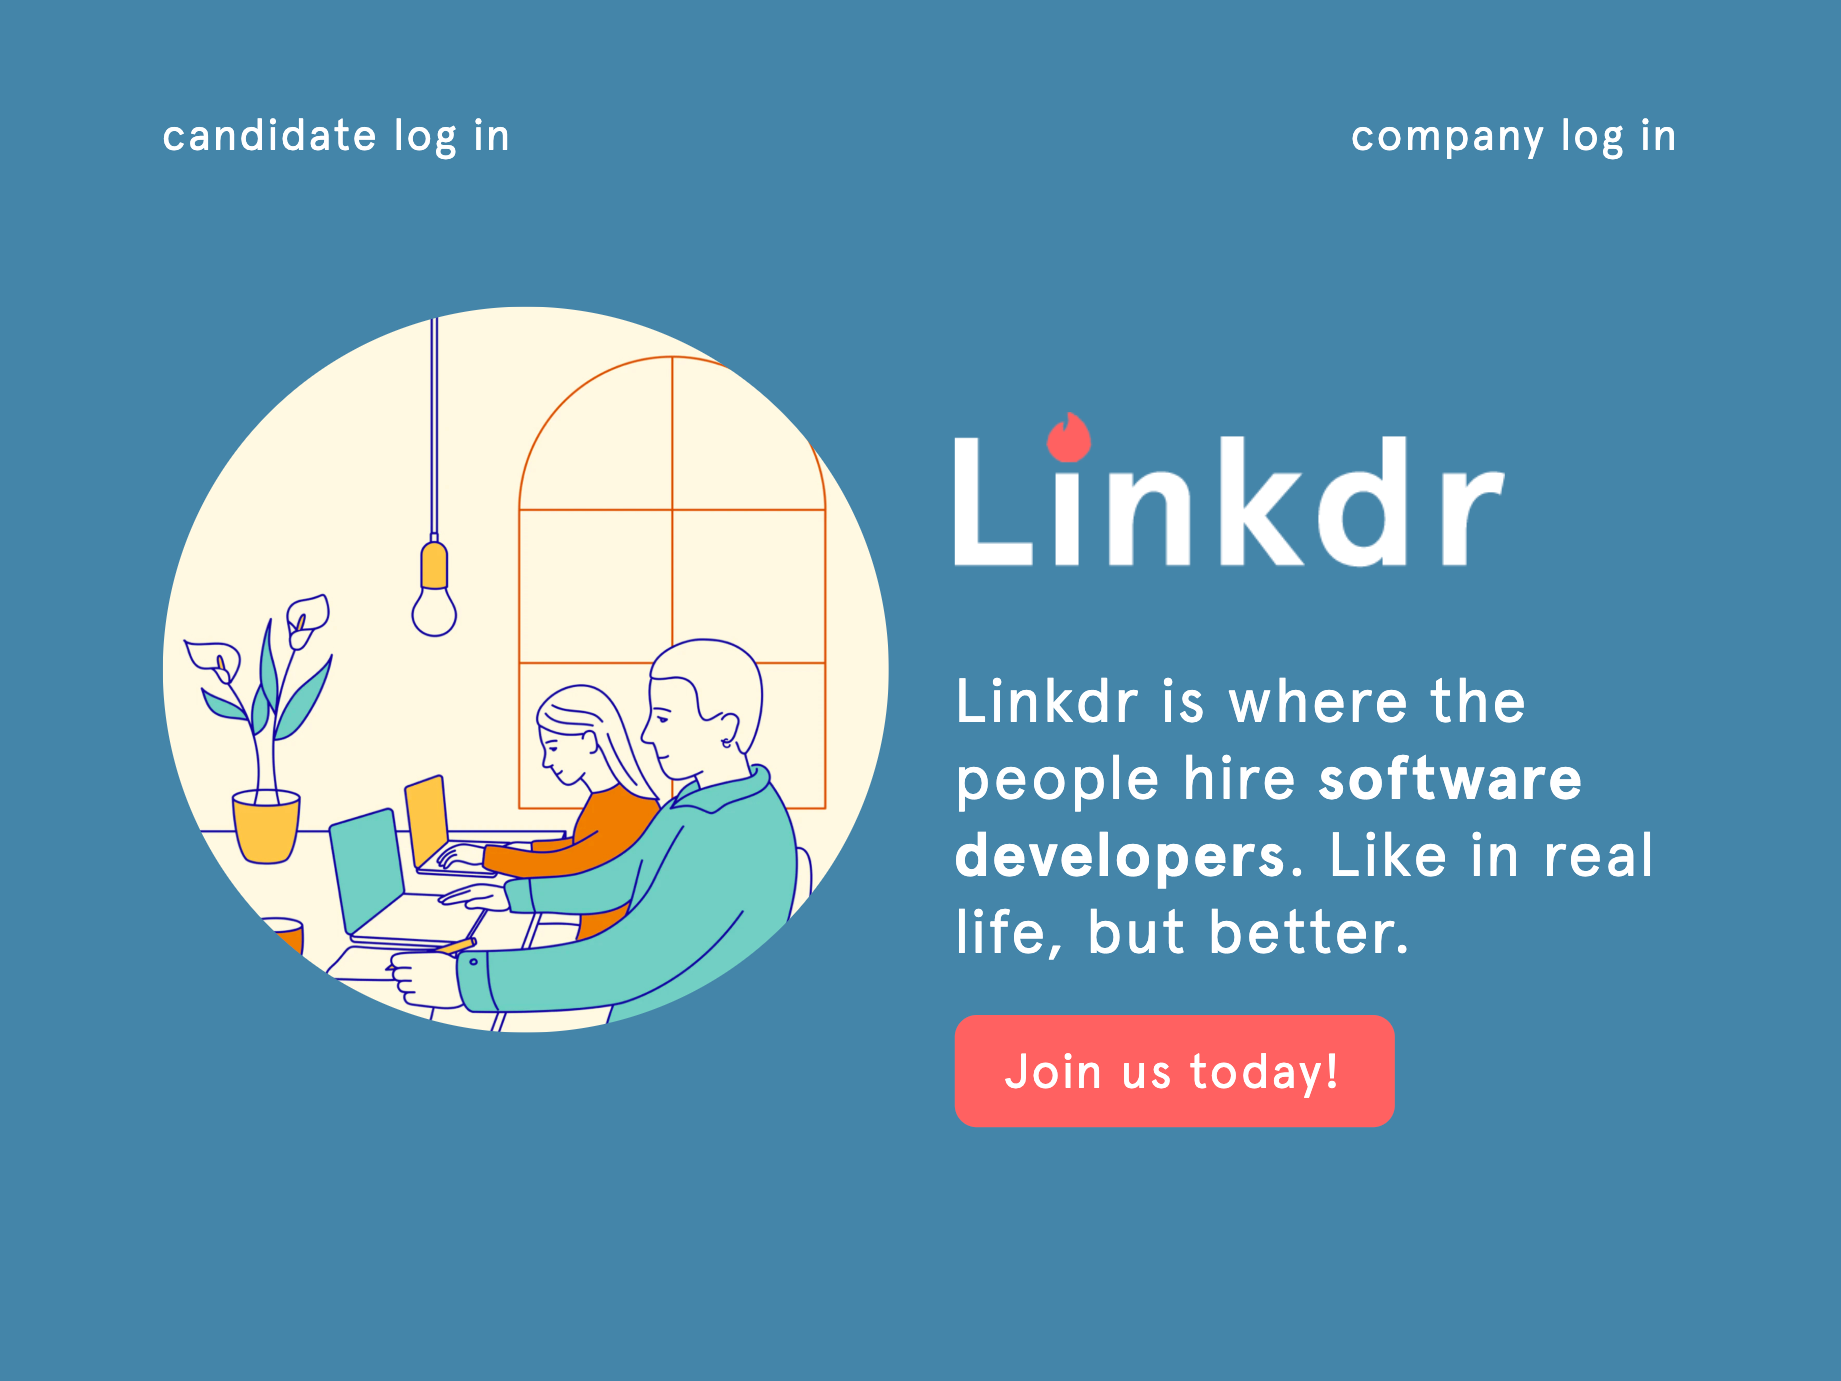 candidate log in
company log in
Linkdr
Linkdr is where the
people hire software
developers. Like in real
life, but better.
Join us today!